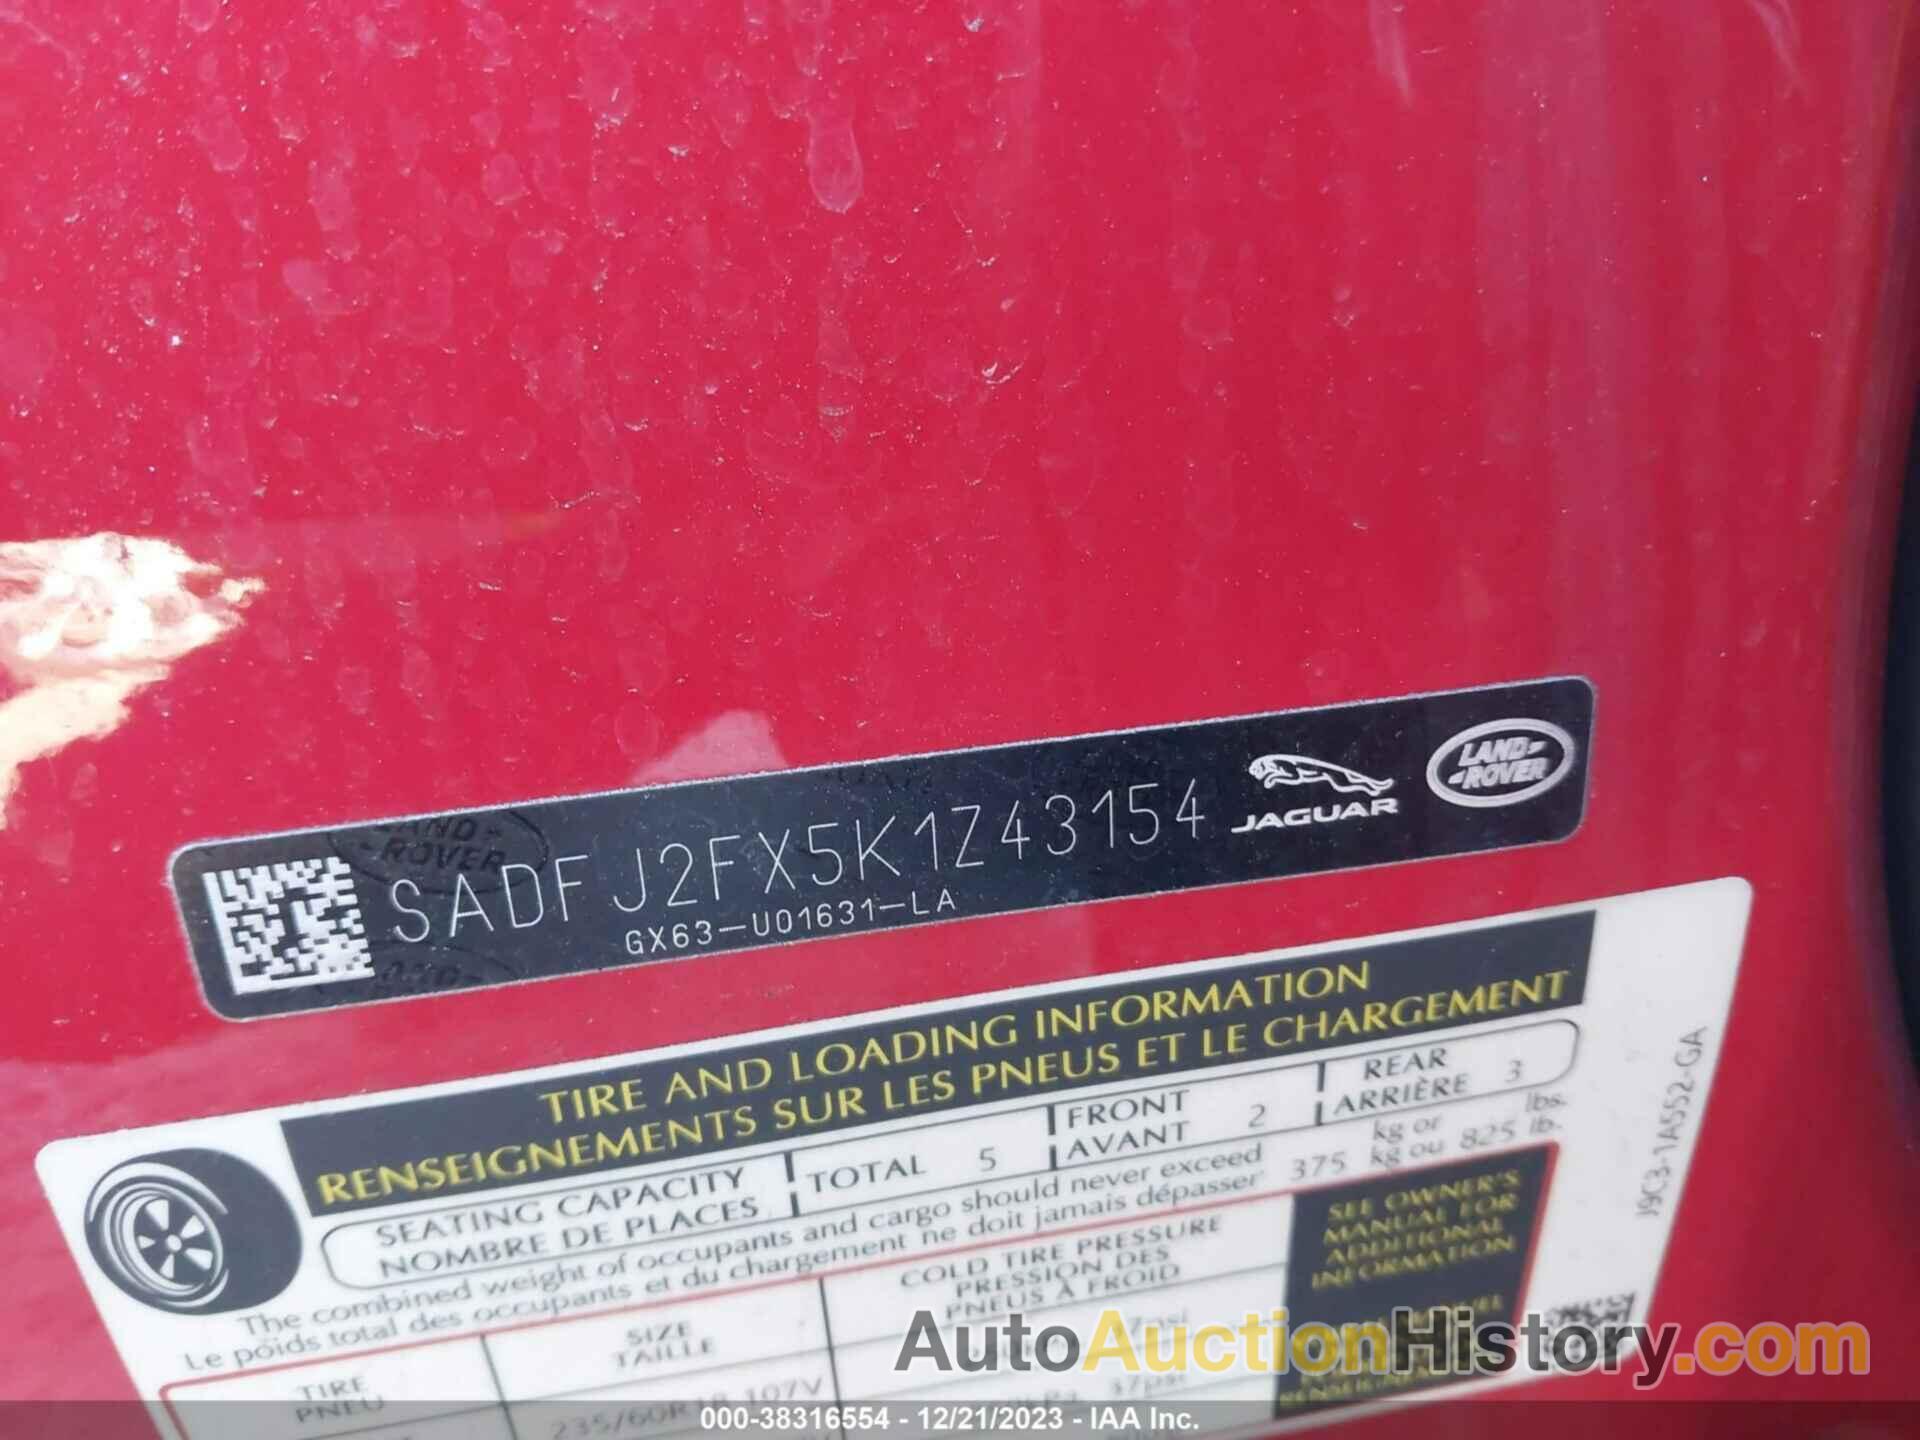 LAND-
-ROVER
SADFJ2FX5K1Z43154
JAGUAR
GX63-U01631-LA
TIRE AND LOADING INFORMATION
RENSEIGNEMENTS SUR LES PNEUS ET LE CHARGEMENT
SEATING CAPACITY
NOMBRE DE PLACES
TOTAL 5
FRONT
AVANT 2
REAR
ARRIÈRE 3
The combined weight of occupants and cargo should never exceed 375 kg or 825 lbs.
Le poids total des occupants et du chargement ne doit jamais dépasser kg ou lb.
TIRE
PNEU
SIZE
TAILLE
COLD TIRE PRESSURE
PRESSION DES
PNEUS À FROID
SEE OWNER'S
MANUAL FOR
ADDITIONAL
INFORMATION
235/60R18 107V
37psi
J9C3-1A552-GA
AutoAuctionHistory.com
000-38316554 - 12/21/2023 - IAA Inc.